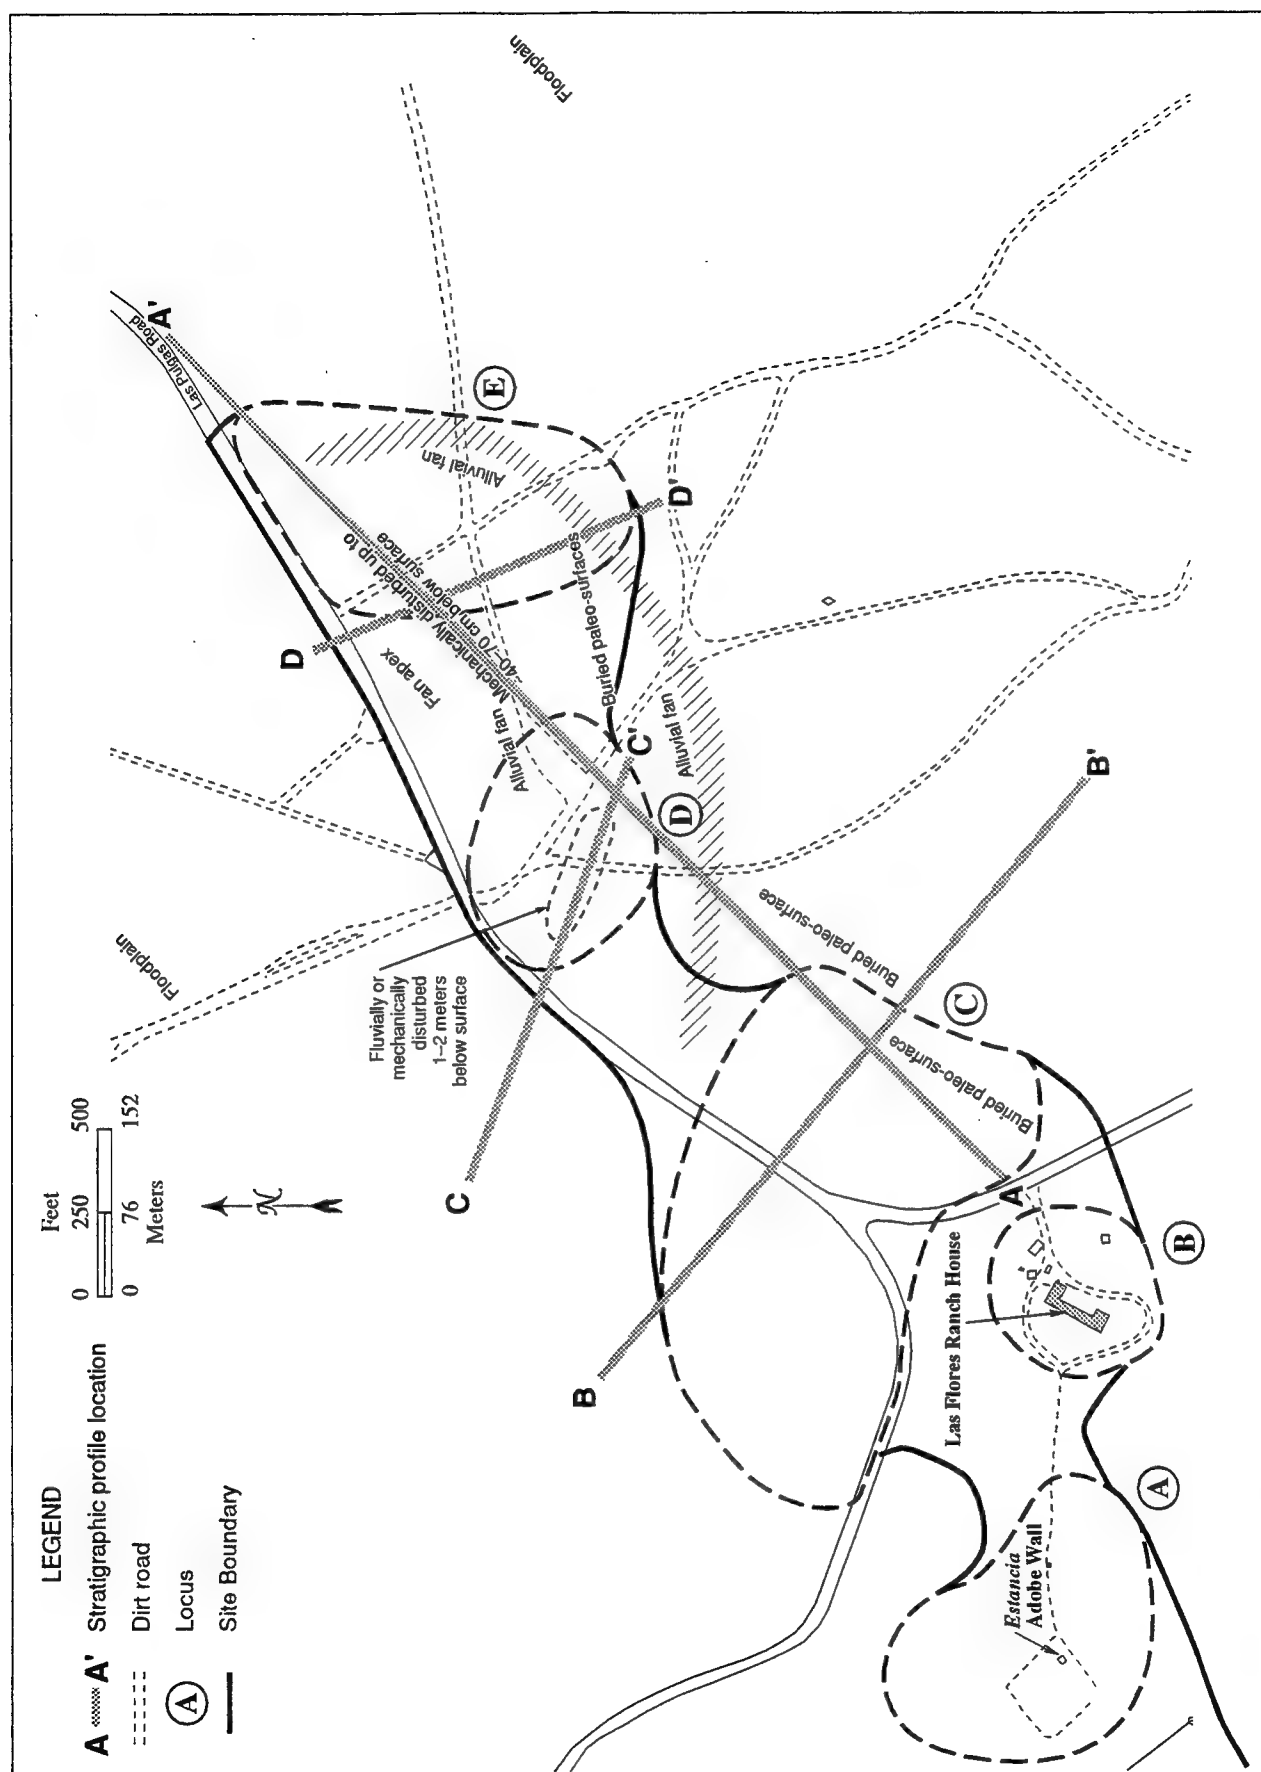 LEGEND
A A' Stratigraphic profile location
Dirt road
A Locus
Site Boundary
Feet
0 250 500
0 76 152
Meters
N
Floodplain
Floodplain
Las Pulgas Road
A'
E
Alluvial fan
D
D'
Mechanically disturbed up to
40–70 cm below surface
Fan apex
Alluvial fan
Buried paleo-surfaces
C'
Alluvial fan
D
Fluvially or
mechanically
disturbed
1–2 meters
below surface
C
B'
Buried paleo-surface
C
Buried paleo-surface
B
A
Las Flores Ranch House
B
Estancia
Adobe Wall
A